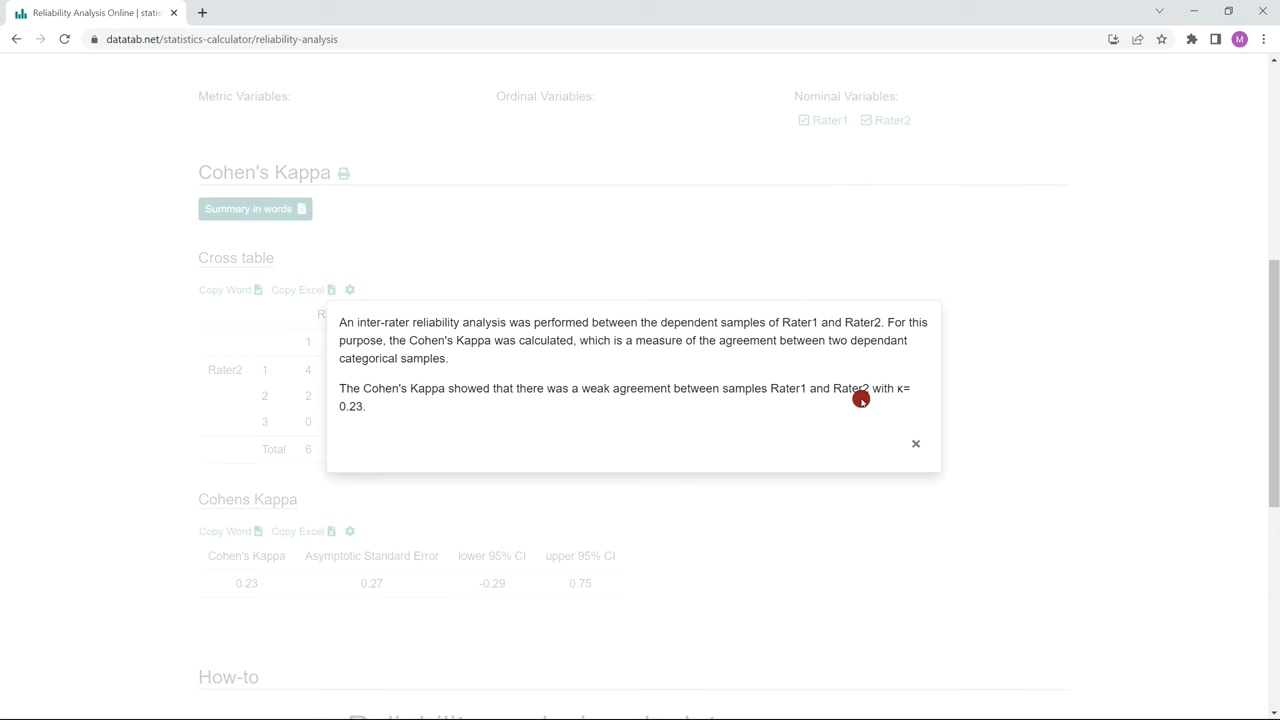 Reliability Analysis Online | statis
datatab.net/statistics-calculator/reliability-analysis
M
Metric Variables:
Ordinal Variables:
Nominal Variables:
Rater1 Rater2
Cohen's Kappa
Summary in words
Cross table
Copy Word Copy Excel
1
Rater2 1 4
2 2
3 0
Total 6
An inter-rater reliability analysis was performed between the dependent samples of Rater1 and Rater2. For this
purpose, the Cohen's Kappa was calculated, which is a measure of the agreement between two dependant
categorical samples.
The Cohen's Kappa showed that there was a weak agreement between samples Rater1 and Rater2 with κ=
0.23.
Cohens Kappa
Copy Word Copy Excel
Cohen's Kappa Asymptotic Standard Error lower 95% CI upper 95% CI
0.23 0.27 -0.29 0.75
How-to